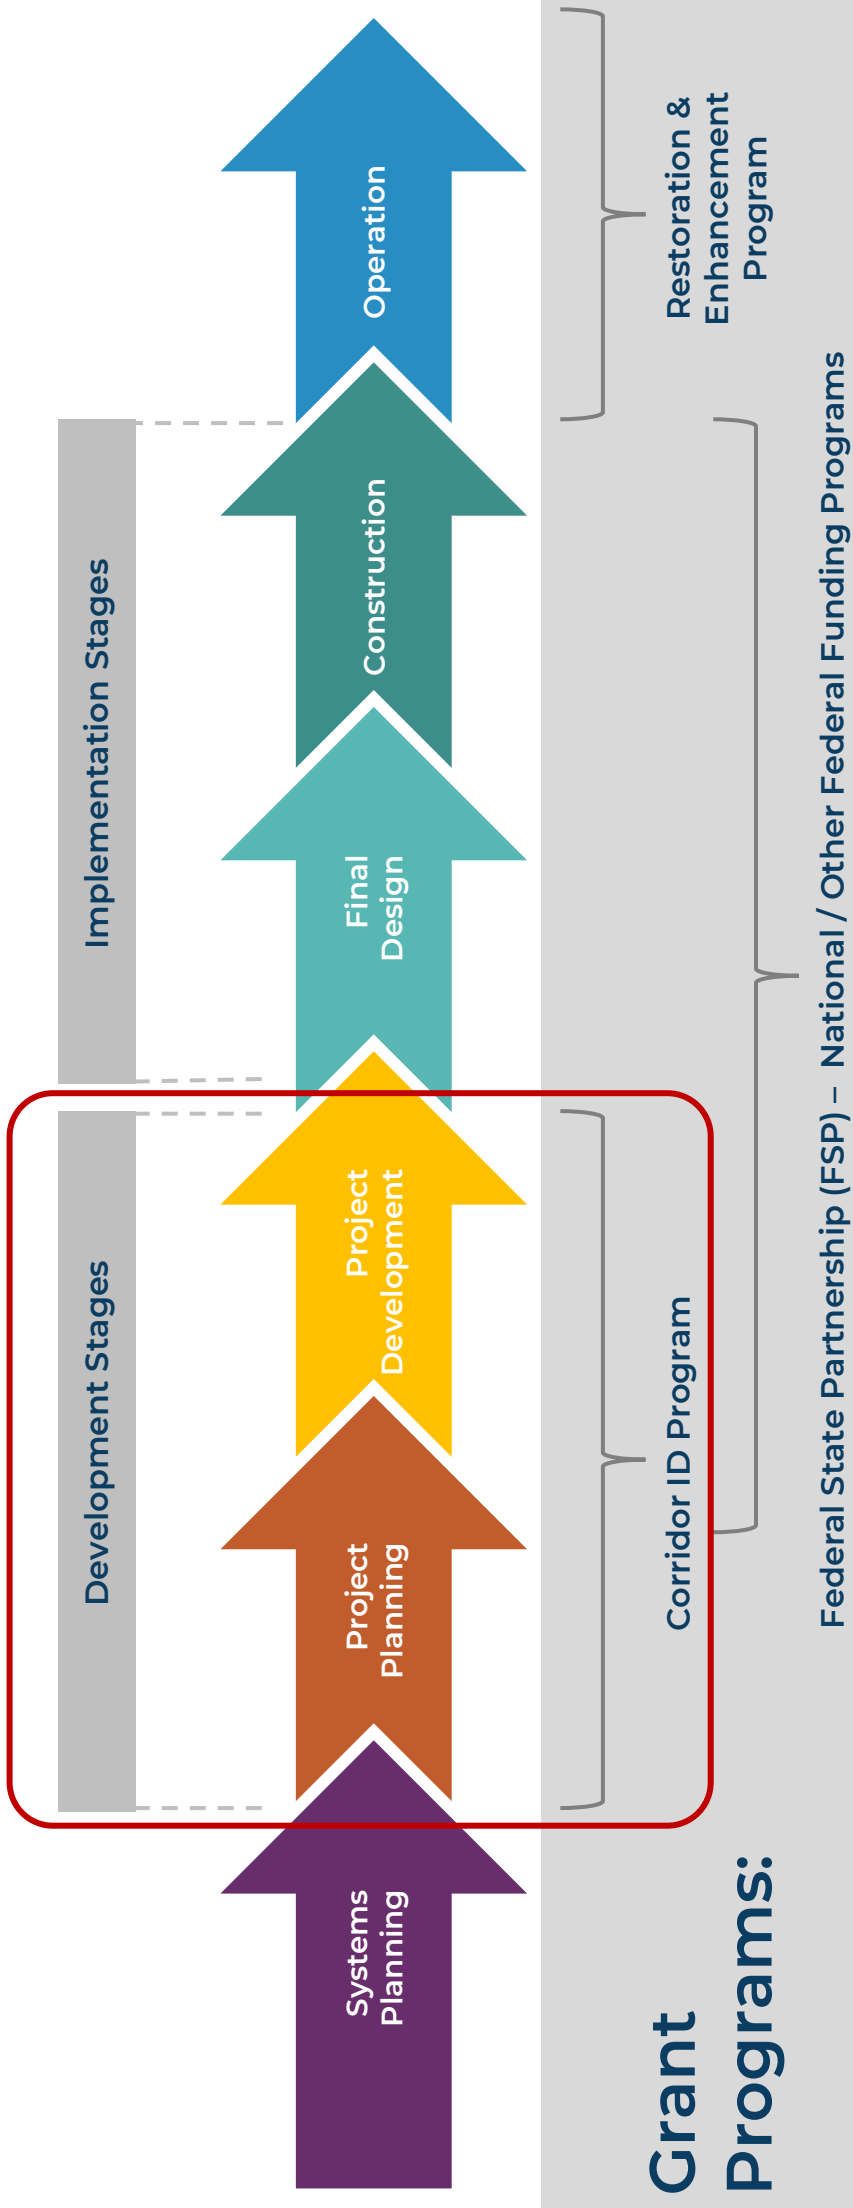 Development Stages
Implementation Stages
Systems
Planning
Project
Planning
Project
Development
Final
Design
Construction
Operation
Grant
Programs:
Corridor ID Program
Restoration &
Enhancement
Program
Federal State Partnership (FSP) – National / Other Federal Funding Programs